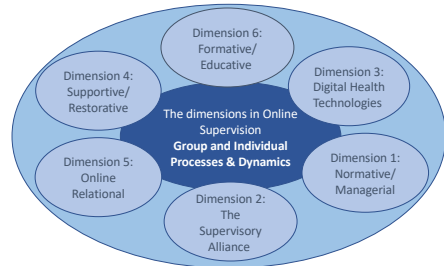 Dimension 6:
Formative/
Educative
Dimension 4:
Supportive/
Restorative
Dimension 3:
Digital Health
Technologies
The dimensions in Online
Supervision
Group and Individual
Processes & Dynamics
Dimension 5:
Online
Relational
Dimension 1:
Normative/
Managerial
Dimension 2:
The
Supervisory
Alliance